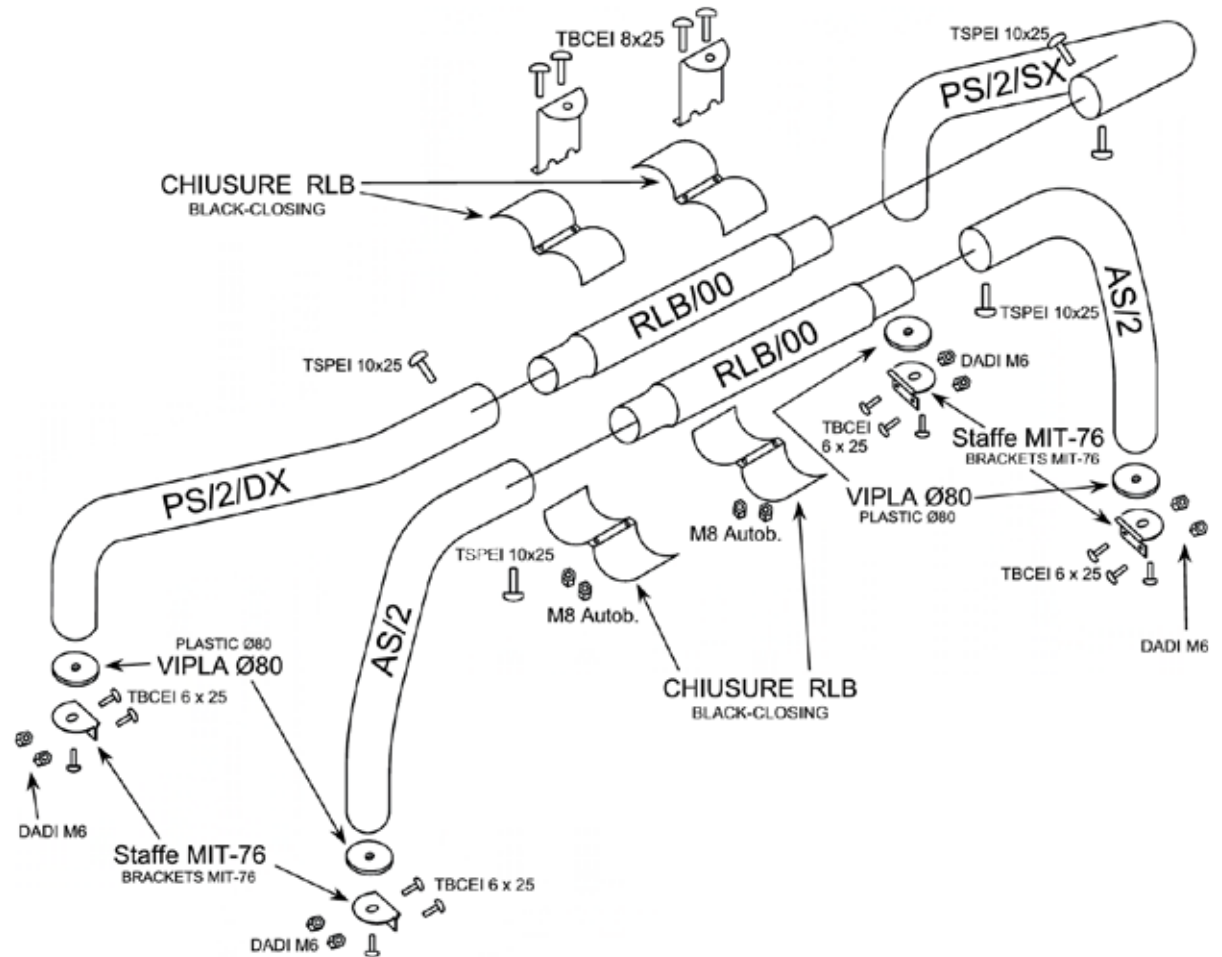 TBCEI 8x25
TSPEI 10x25
PS/2/SX
CHIUSURE RLB
BLACK-CLOSING
RLB/00
AS/2
TSPEI 10x25
RLB/00
DADI M6
TSPEI 10x25
TBCEI
6 x 25
Staffe MIT-76
BRACKETS MIT-76
PS/2/DX
VIPLA Ø80
PLASTIC Ø80
M8 Autob.
TSPEI 10x25
TBCEI 6 x 25
M8 Autob.
AS/2
DADI M6
PLASTIC Ø80
VIPLA Ø80
TBCEI 6 x 25
CHIUSURE RLB
BLACK-CLOSING
DADI M6
Staffe MIT-76
BRACKETS MIT-76
TBCEI 6 x 25
DADI M6